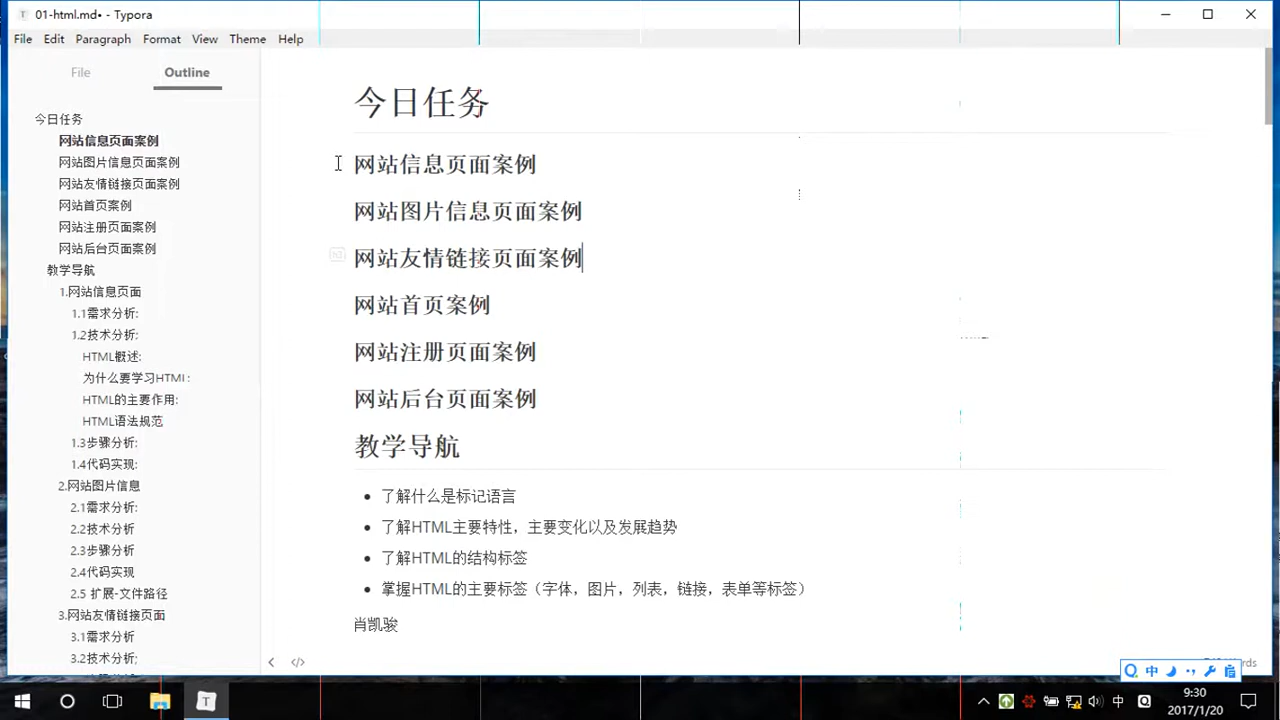 01-html.md• - Typora
File Edit Paragraph Format View Theme Help
File Outline
今日任务
网站信息页面案例
网站图片信息页面案例
网站友情链接页面案例
网站首页案例
网站注册页面案例
网站后台页面案例
教学导航
1.网站信息页面
1.1需求分析:
1.2技术分析:
HTML概述:
为什么要学习HTML:
HTML的主要作用:
HTML语法规范
1.3步骤分析:
1.4代码实现:
2.网站图片信息
2.1需求分析:
2.2技术分析
2.3步骤分析
2.4代码实现
2.5 扩展-文件路径
3.网站友情链接页面
3.1需求分析
3.2技术分析;
今日任务
网站信息页面案例
网站图片信息页面案例
h3
网站友情链接页面案例
网站首页案例
网站注册页面案例
网站后台页面案例
教学导航
了解什么是标记语言
了解HTML主要特性，主要变化以及发展趋势
了解HTML的结构标签
掌握HTML的主要标签（字体，图片，列表，链接，表单等标签）
肖凯骏
中
中
9:30
2017/1/20